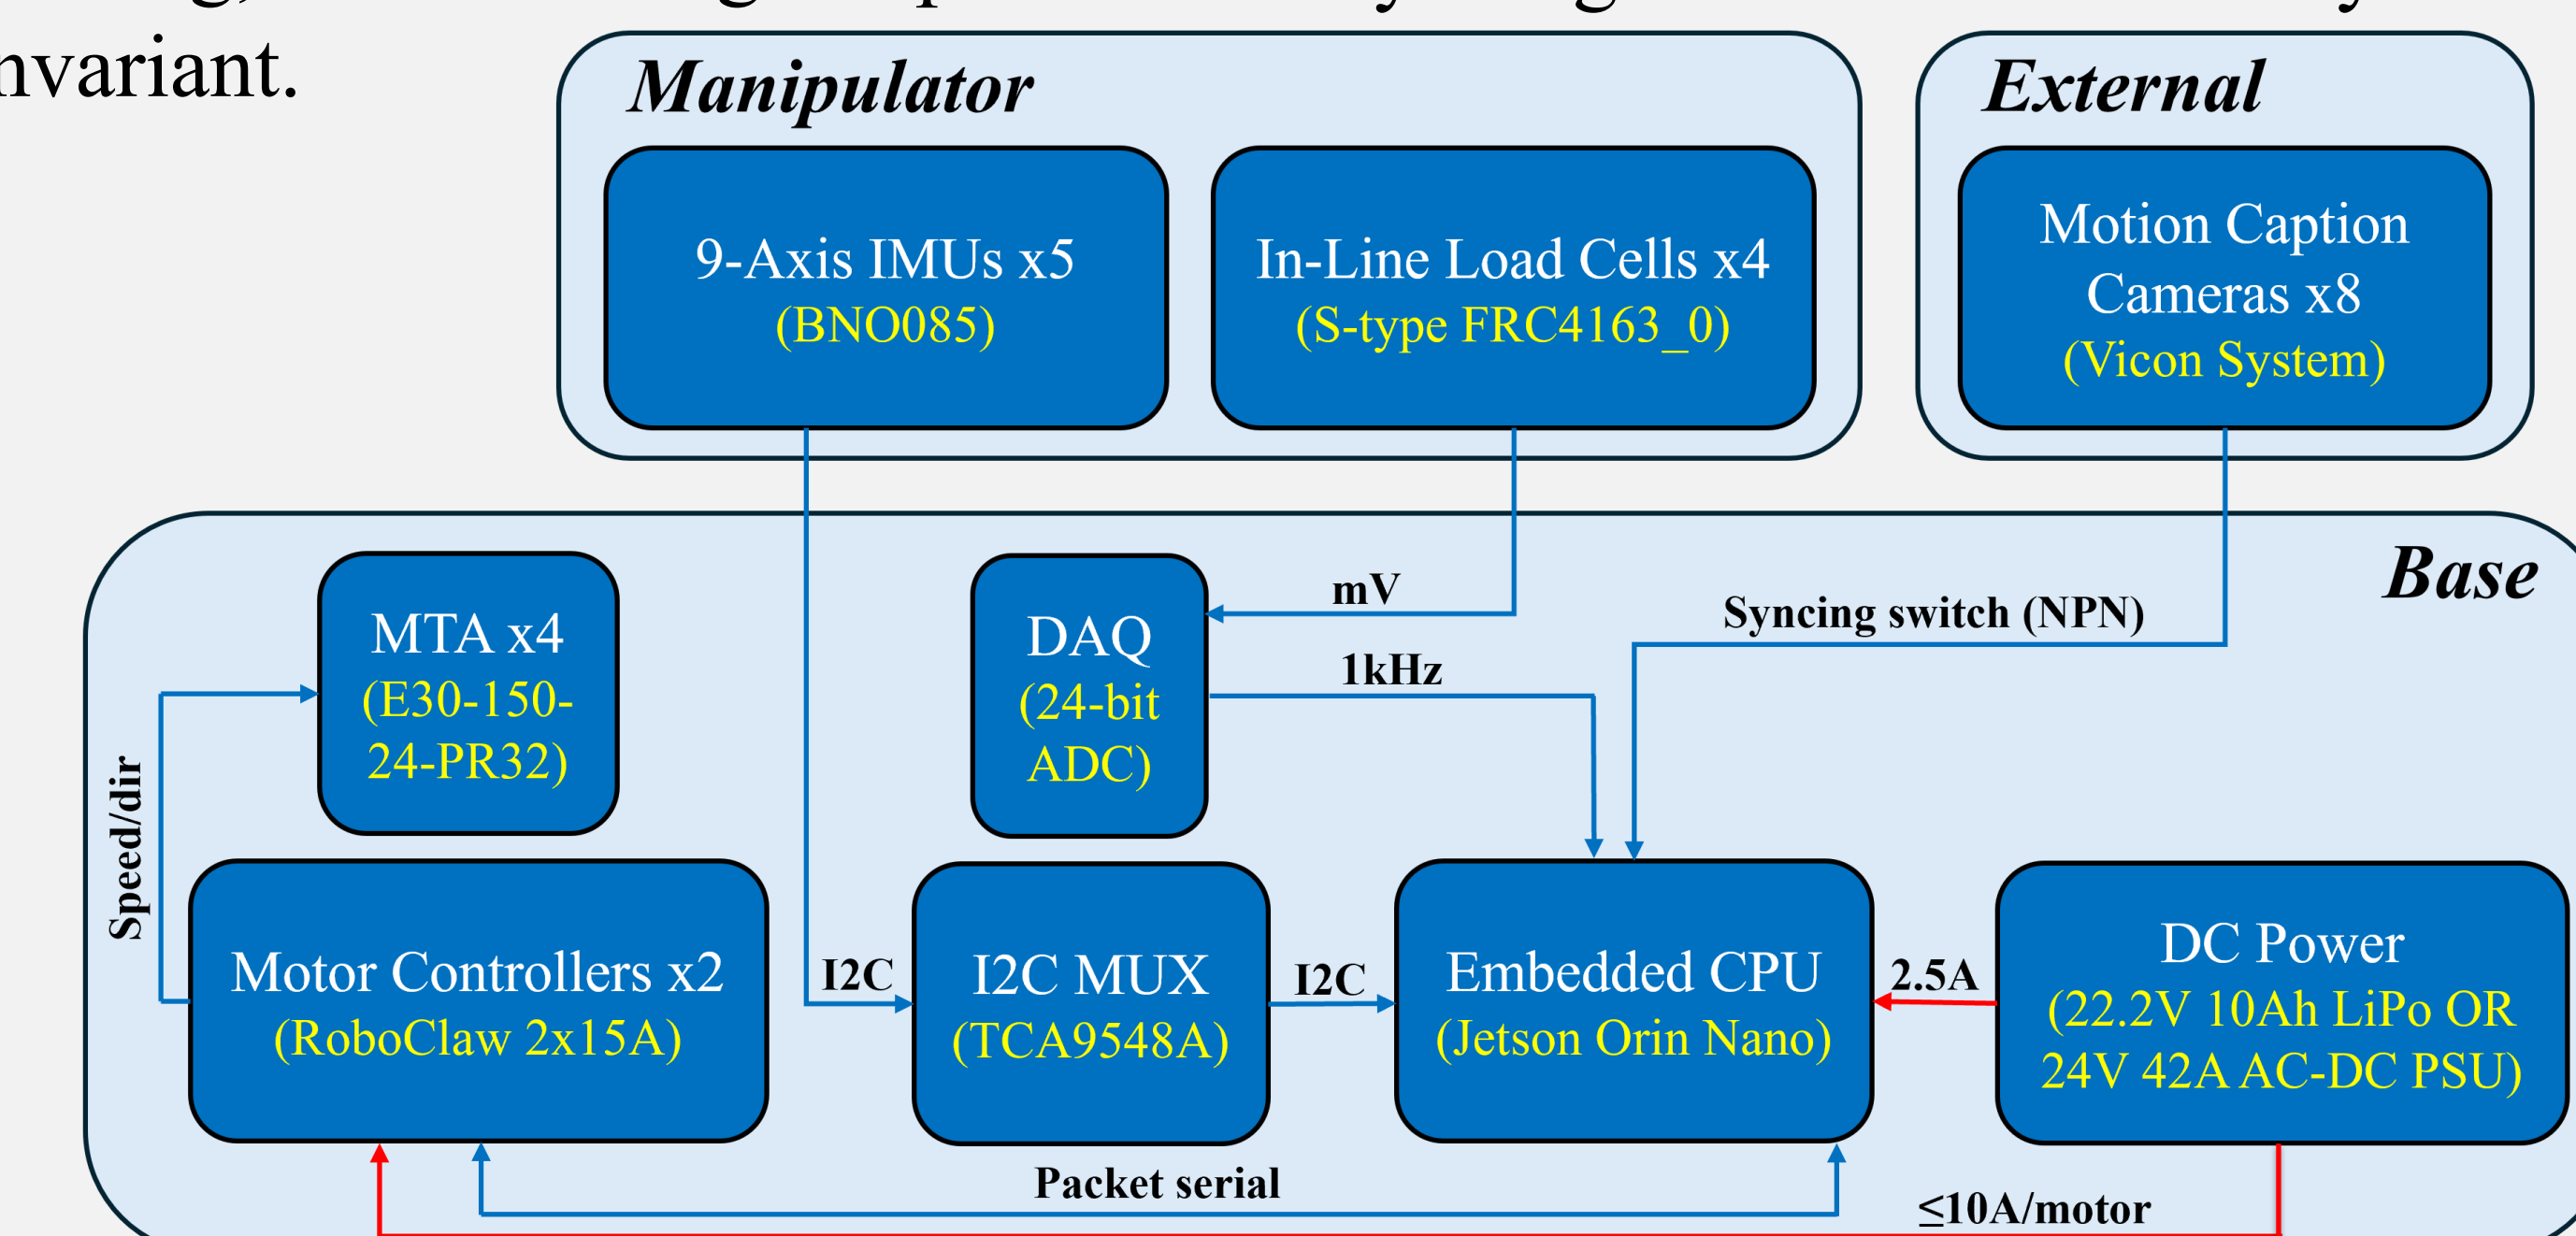 nvariant.
Manipulator
External
9-Axis IMUs x5
(BNO085)
In-Line Load Cells x4
(S-type FRC4163_0)
Motion Caption
Cameras x8
(Vicon System)
Base
MTA x4
(E30-150-
24-PR32)
DAQ
(24-bit
ADC)
mV
1kHz
Syncing switch (NPN)
Speed/dir
Motor Controllers x2
(RoboClaw 2x15A)
I2C
I2C MUX
(TCA9548A)
I2C
Embedded CPU
(Jetson Orin Nano)
2.5A
DC Power
(22.2V 10Ah LiPo OR
24V 42A AC-DC PSU)
Packet serial
≤10A/motor